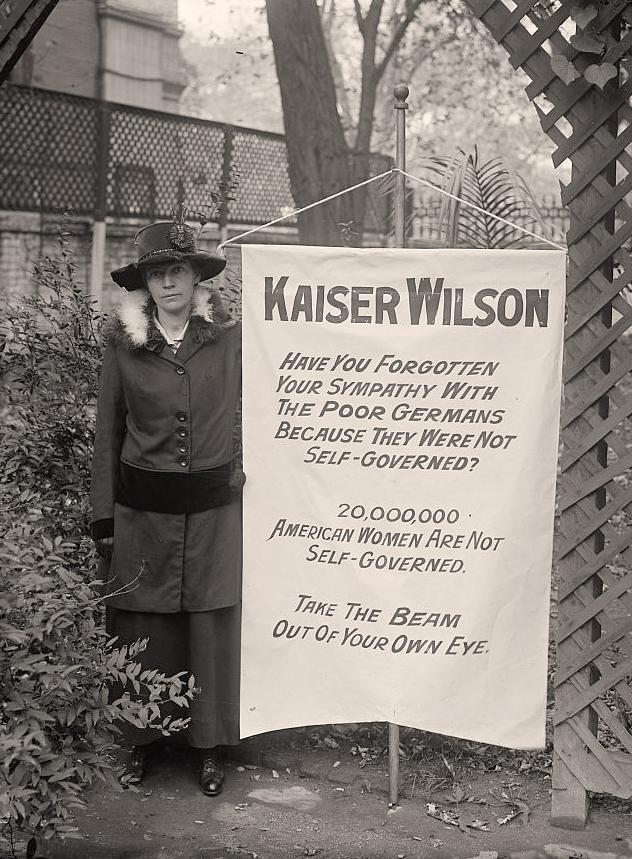 KAISER WILSON
HAVE YOU FORGOTTEN
YOUR SYMPATHY WITH
THE POOR GERMANS
BECAUSE THEY WERE NOT
SELF-GOVERNED?
20,000,000
AMERICAN WOMEN ARE NOT
SELF-GOVERNED.
TAKE THE BEAM
OUT OF YOUR OWN EYE.